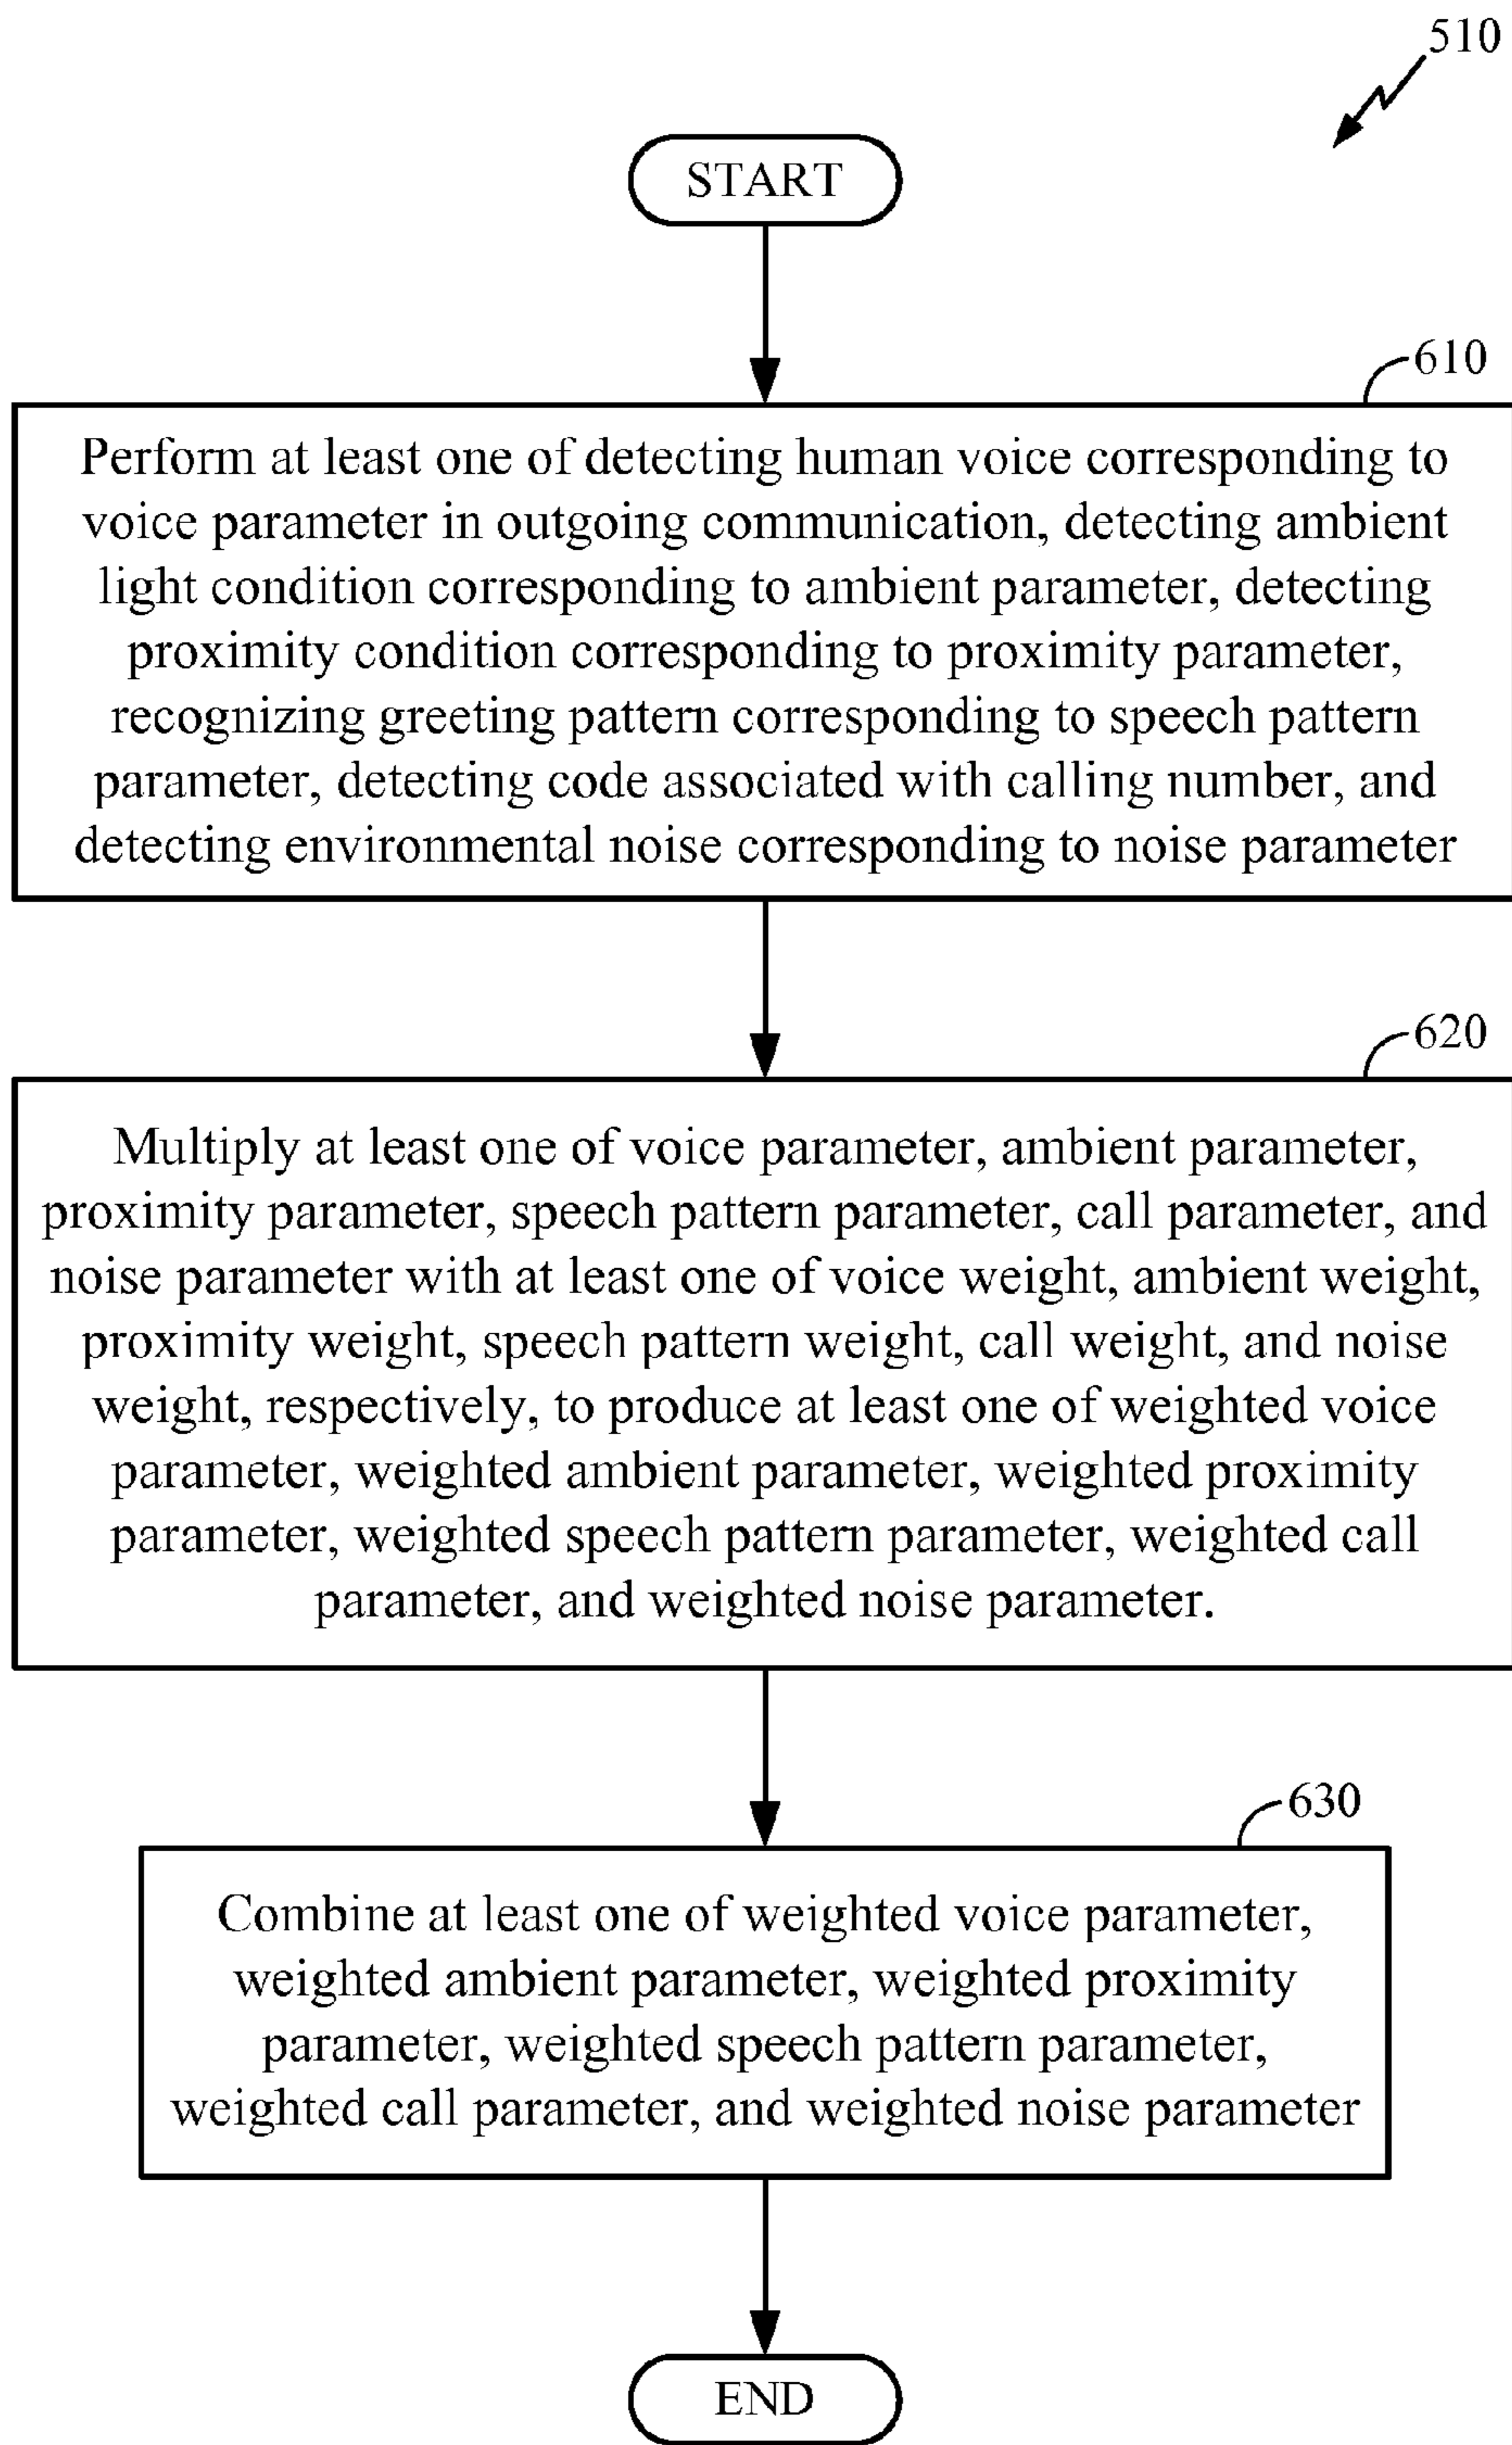 510
START
610
Perform at least one of detecting human voice corresponding to
voice parameter in outgoing communication, detecting ambient
light condition corresponding to ambient parameter, detecting
proximity condition corresponding to proximity parameter,
recognizing greeting pattern corresponding to speech pattern
parameter, detecting code associated with calling number, and
detecting environmental noise corresponding to noise parameter
620
Multiply at least one of voice parameter, ambient parameter,
proximity parameter, speech pattern parameter, call parameter, and
noise parameter with at least one of voice weight, ambient weight,
proximity weight, speech pattern weight, call weight, and noise
weight, respectively, to produce at least one of weighted voice
parameter, weighted ambient parameter, weighted proximity
parameter, weighted speech pattern parameter, weighted call
parameter, and weighted noise parameter.
630
Combine at least one of weighted voice parameter,
weighted ambient parameter, weighted proximity
parameter, weighted speech pattern parameter,
weighted call parameter, and weighted noise parameter
END